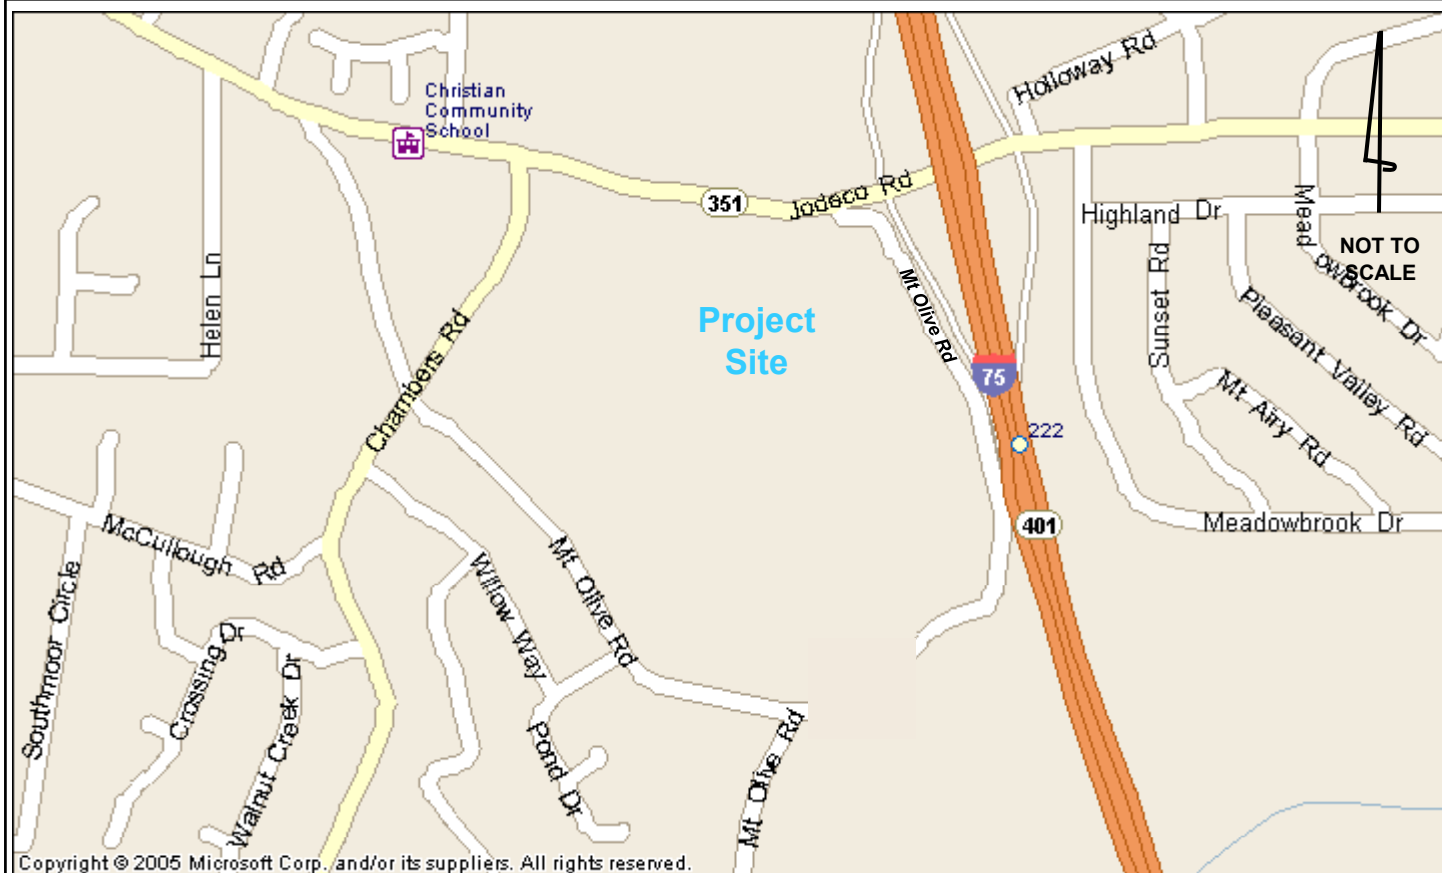 Holloway Rd
Christian
Community
School
351
Jodeco Rd
Highland Dr
Mead
owbrook Dr
NOT TO
SCALE
Helen Ln
Mt Olive Rd
Sunset Rd
Pleasant Valley Rd
Project
Site
Chambers Rd
75
Mt Airy Rd
222
401
Meadowbrook Dr
McCullough Rd
Mt Olive Rd
Willow Way
Southmoor Circle
Crossing Dr
Walnut Creek Dr
Pond Dr
Mt Olive Rd
Copyright © 2005 Microsoft Corp. and/or its suppliers. All rights reserved.